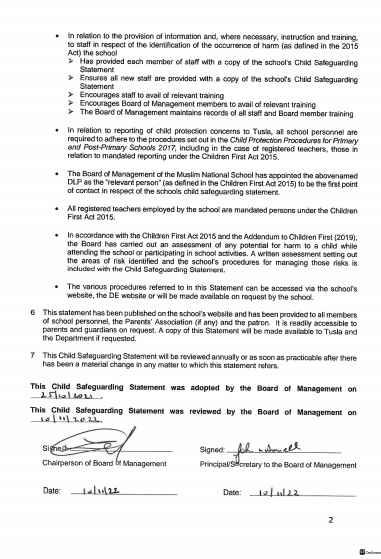 • In relation to the provision of information and, where necessary, instruction and training,
to staff in respect of the identification of the occurrence of harm (as defined in the 2015
Act) the school
➢ Has provided each member of staff with a copy of the school's Child Safeguarding
Statement
➢ Ensures all new staff are provided with a copy of the school's Child Safeguarding
Statement
➢ Encourages staff to avail of relevant training
➢ Encourages Board of Management members to avail of relevant training
➢ The Board of Management maintains records of all staff and Board member training
• In relation to reporting of child protection concerns to Tusla, all school personnel are
required to adhere to the procedures set out in the Child Protection Procedures for Primary
and Post-Primary Schools 2017, including in the case of registered teachers, those in
relation to mandated reporting under the Children First Act 2015.
• The Board of Management of the Muslim National School has appointed the abovenamed
DLP as the "relevant person" (as defined in the Children First Act 2015) to be the first point
of contact in respect of the schools child safeguarding statement.
• All registered teachers employed by the school are mandated persons under the Children
First Act 2015.
• In accordance with the Children First Act 2015 and the Addendum to Children First (2019),
the Board has carried out an assessment of any potential for harm to a child while
attending the school or participating in school activities. A written assessment setting out
the areas of risk identified and the school's procedures for managing those risks is
included with the Child Safeguarding Statement.
• The various procedures referred to in this Statement can be accessed via the school's
website, the DE website or will be made available on request by the school.
6 This statement has been published on the school's website and has been provided to all members
of school personnel, the Parents' Association (if any) and the patron. It is readily accessible to
parents and guardians on request. A copy of this Statement will be made available to Tusla and
the Department if requested.
7 This Child Safeguarding Statement will be reviewed annually or as soon as practicable after there
has been a material change in any matter to which this statement refers.
This Child Safeguarding Statement was adopted by the Board of Management on
25/10/2021.
This Child Safeguarding Statement was reviewed by the Board of Management on
10/11/2022.
Signed: Signed: John
Chairperson of Board of Management Principal/Secretary to the Board of Management
Date: 10/11/22 Date: 10/11/22
2
CamScanner